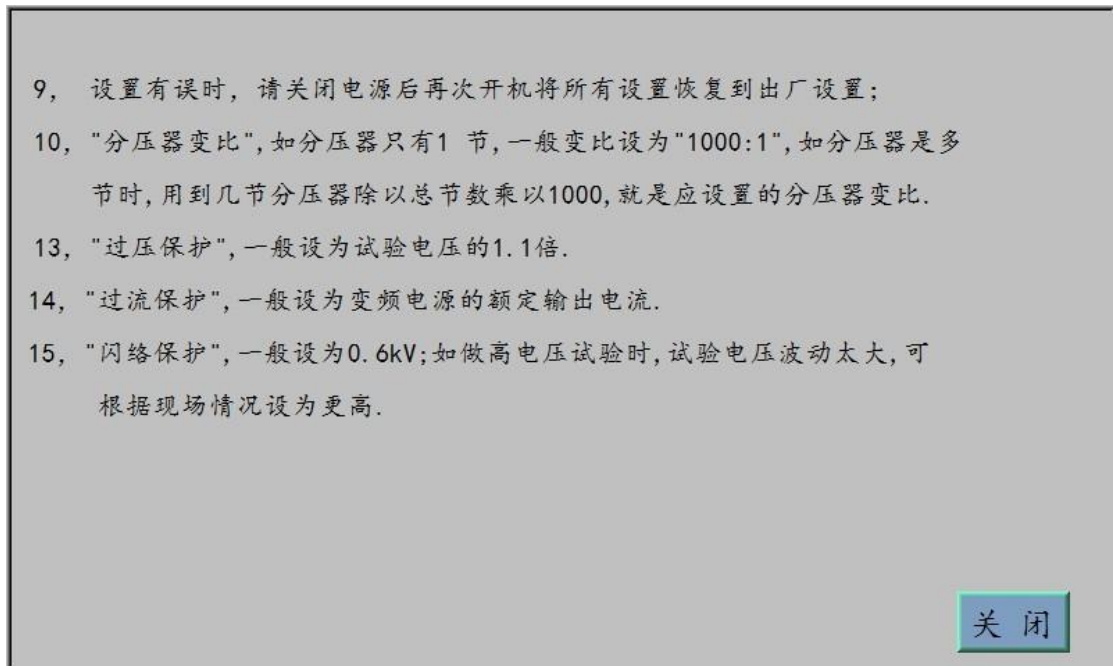 9， 设置有误时，请关闭电源后再次开机将所有设置恢复到出厂设置；
10，"分压器变比",如分压器只有1 节,一般变比设为"1000:1",如分压器是多
节时,用到几节分压器除以总节数乘以1000,就是应设置的分压器变比.
13，"过压保护",一般设为试验电压的1.1倍.
14，"过流保护",一般设为变频电源的额定输出电流.
15，"闪络保护",一般设为0.6kV;如做高电压试验时,试验电压波动太大,可
根据现场情况设为更高.
关 闭